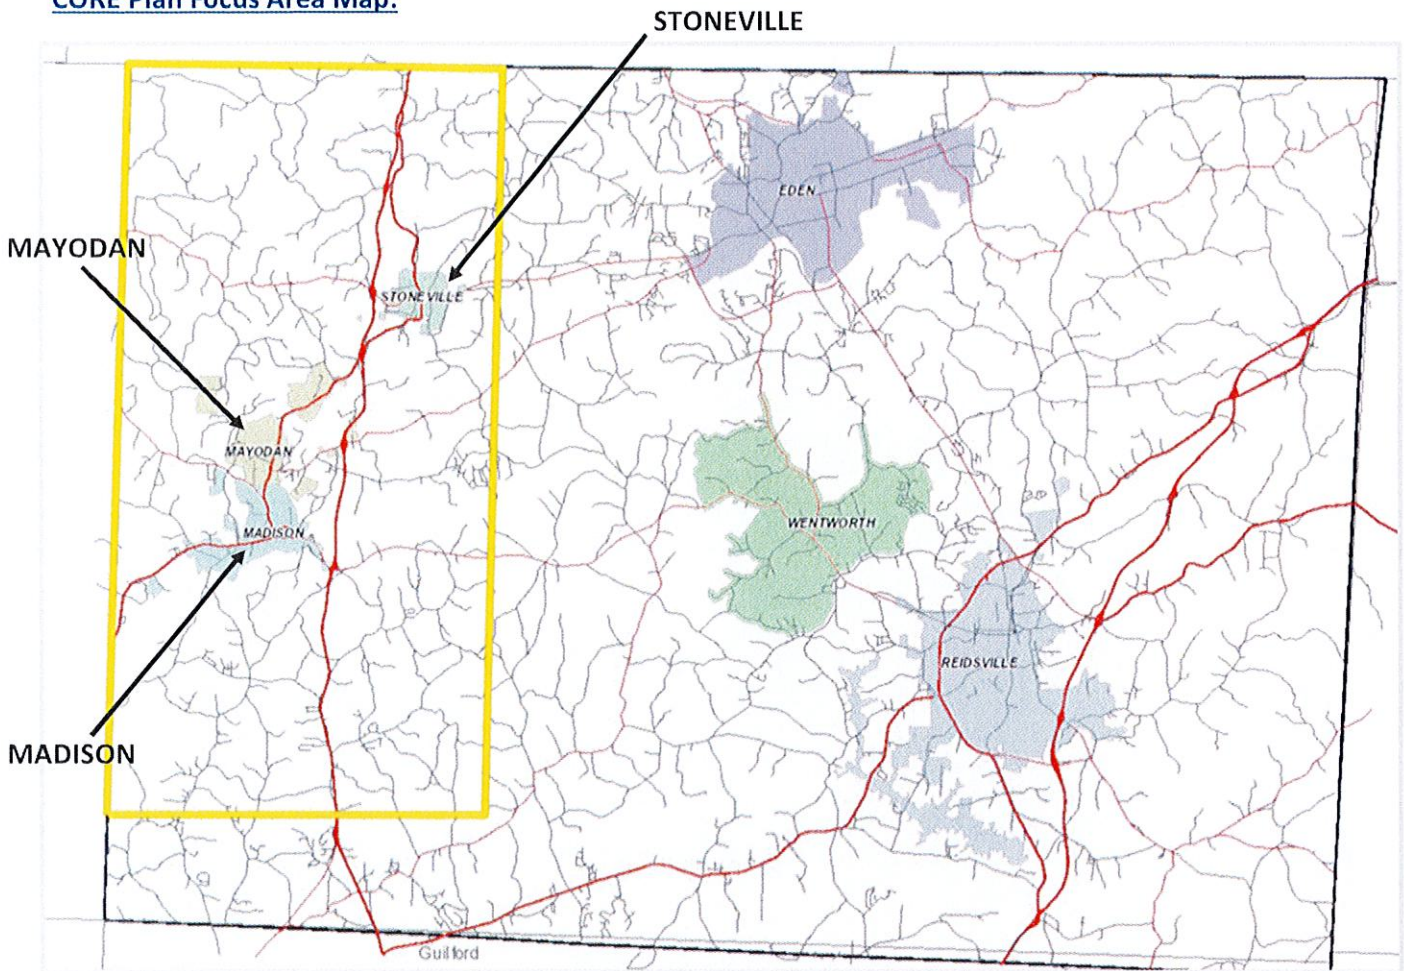 CORE Plan Focus Area Map:
STONEVILLE
EDEN
MAYODAN
STONEVILLE
MAYODAN
WENTWORTH
MADISON
REIDSVILLE
MADISON
Guilford